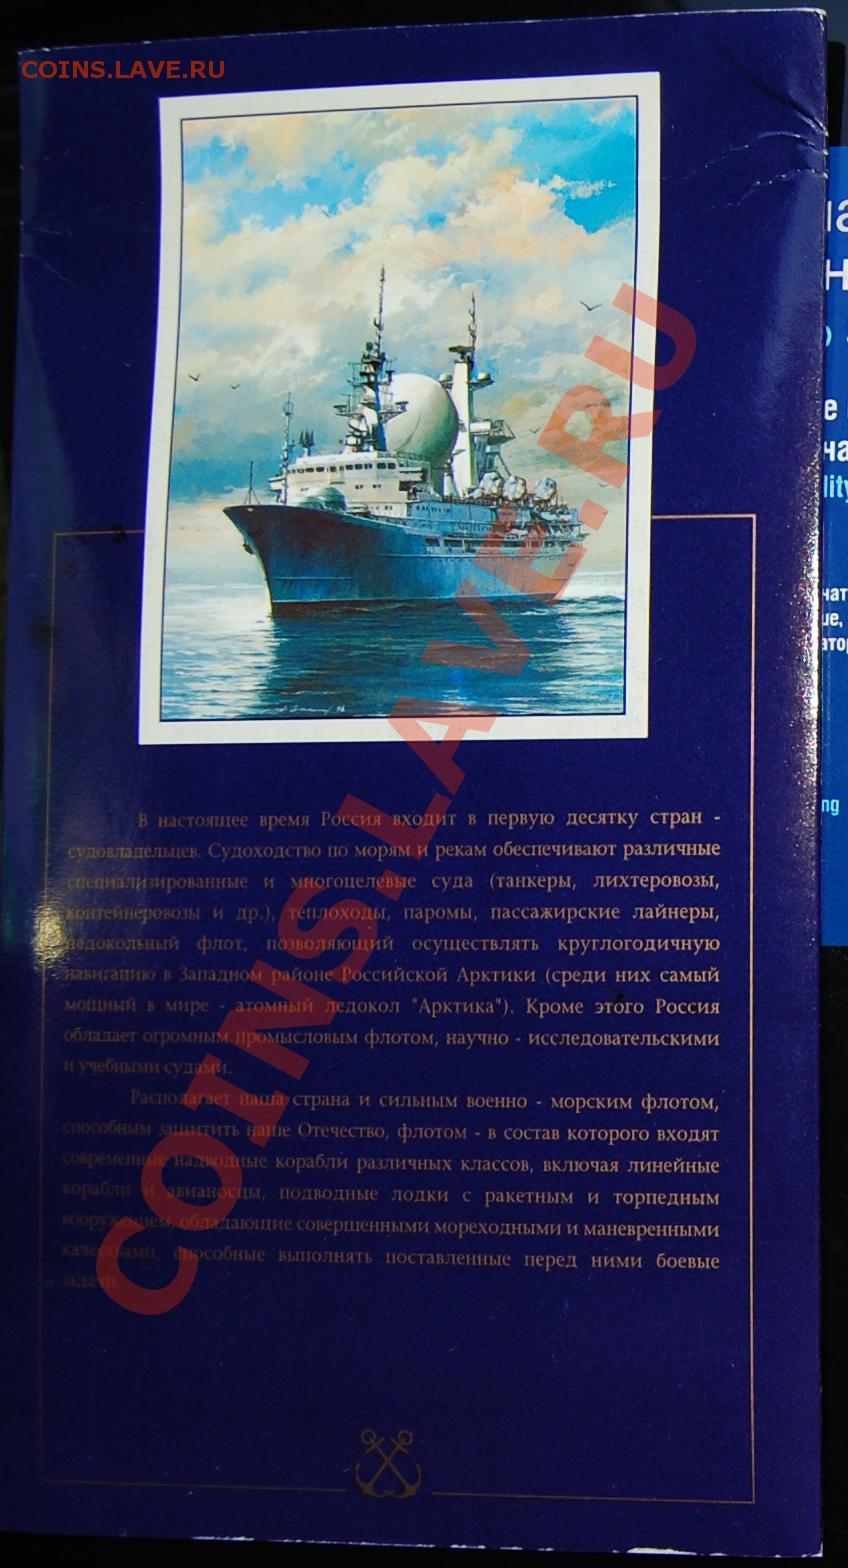 COINS.LAVE.RU
В настоящее время Россия входит в первую десятку стран -
судовладельцев. Судоходство по морям и рекам обеспечивают различные
специализированные и многоцелевые суда (танкеры, лихтеровозы,
контейнеровозы и др.), теплоходы, паромы, пассажирские лайнеры,
ледокольный флот, позволяющий осуществлять круглогодичную
навигацию в Западном районе Российской Арктики (среди них самый
мощный в мире - атомный ледокол "Арктика"). Кроме этого Россия
обладает огромным промысловым флотом, научно - исследовательскими
и учебными судами.
Располагает наша страна и сильным военно - морским флотом,
способным защитить наше Отечество, флотом - в состав которого входят
современные надводные корабли различных классов, включая линейные
корабли и авианосцы, подводные лодки с ракетным и торпедным
вооружением, обладающие совершенными мореходными и маневренными
качествами, способные выполнять поставленные перед ними боевые
задачи.
COINS.LAVE.RU